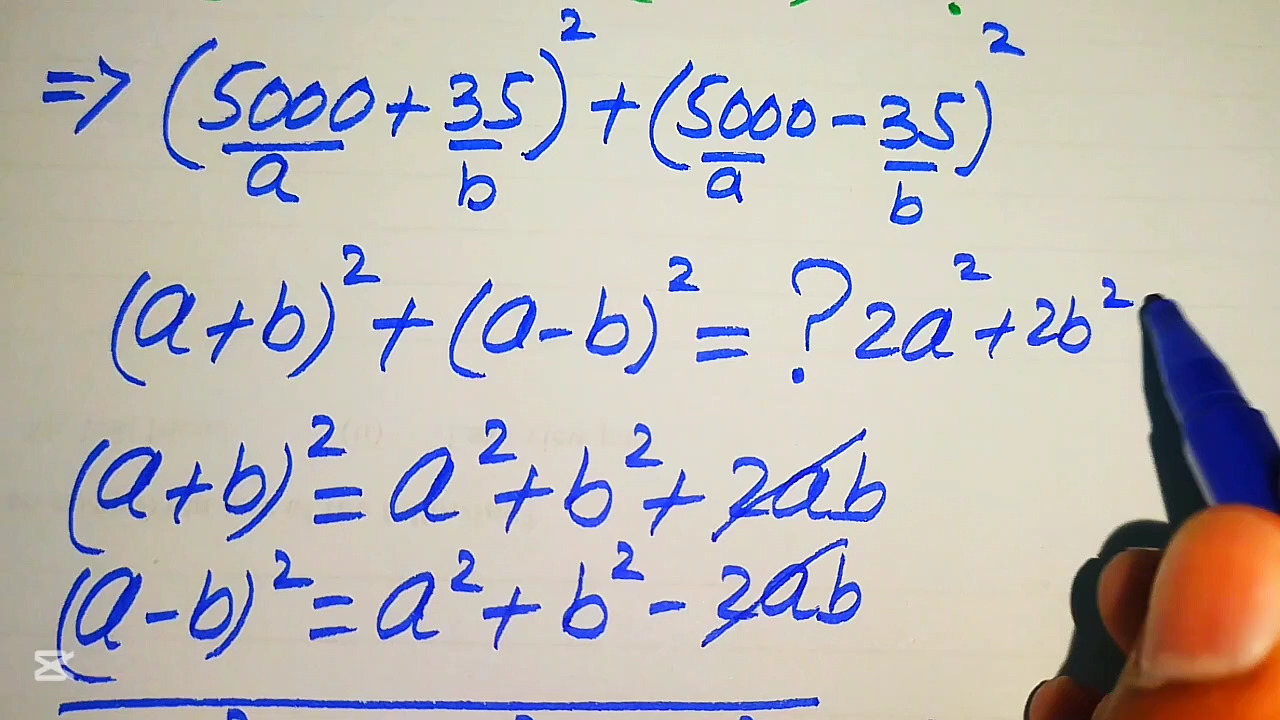 => (5000 + 35)² + (5000 - 35)²
a b a b
(a+b)² + (a-b)² = ? 2a² + 2b²
(a+b)² = a² + b² + 2ab
(a-b)² = a² + b² - 2ab